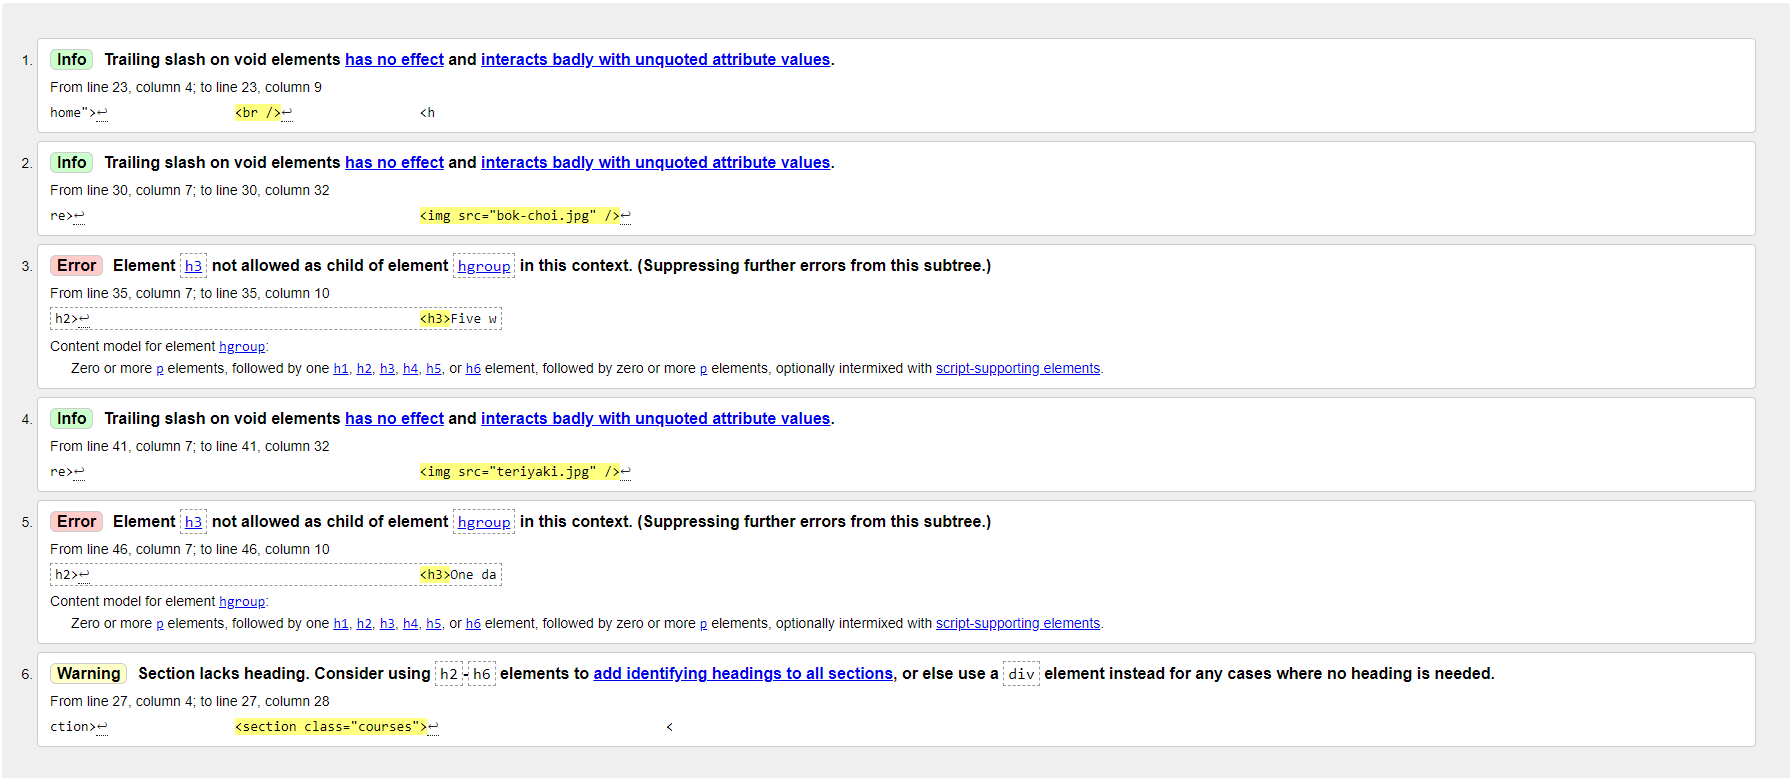 1. Info Trailing slash on void elements has no effect and interacts badly with unquoted attribute values.
From line 23, column 4; to line 23, column 9
home">↩ <br />↩ <h
2. Info Trailing slash on void elements has no effect and interacts badly with unquoted attribute values.
From line 30, column 7; to line 30, column 32
re>↩ <img src="bok-choi.jpg" />↩
3. Error Element h3 not allowed as child of element hgroup in this context. (Suppressing further errors from this subtree.)
From line 35, column 7; to line 35, column 10
h2>↩ <h3>Five w
Content model for element hgroup:
Zero or more p elements, followed by one h1, h2, h3, h4, h5, or h6 element, followed by zero or more p elements, optionally intermixed with script-supporting elements.
4. Info Trailing slash on void elements has no effect and interacts badly with unquoted attribute values.
From line 41, column 7; to line 41, column 32
re>↩ <img src="teriyaki.jpg" />↩
5. Error Element h3 not allowed as child of element hgroup in this context. (Suppressing further errors from this subtree.)
From line 46, column 7; to line 46, column 10
h2>↩ <h3>One da
Content model for element hgroup:
Zero or more p elements, followed by one h1, h2, h3, h4, h5, or h6 element, followed by zero or more p elements, optionally intermixed with script-supporting elements.
6. Warning Section lacks heading. Consider using h2-h6 elements to add identifying headings to all sections, or else use a div element instead for any cases where no heading is needed.
From line 27, column 4; to line 27, column 28
ction>↩ <section class="courses">↩ <